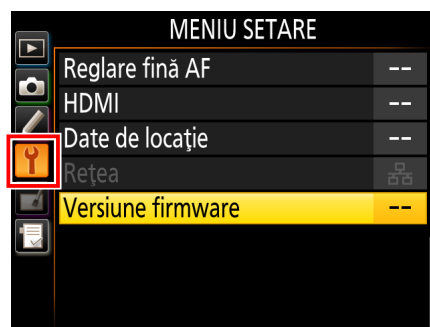 MENIU SETARE
Reglare fină AF --
HDMI --
Date de locaţie --
Reţea
Versiune firmware --